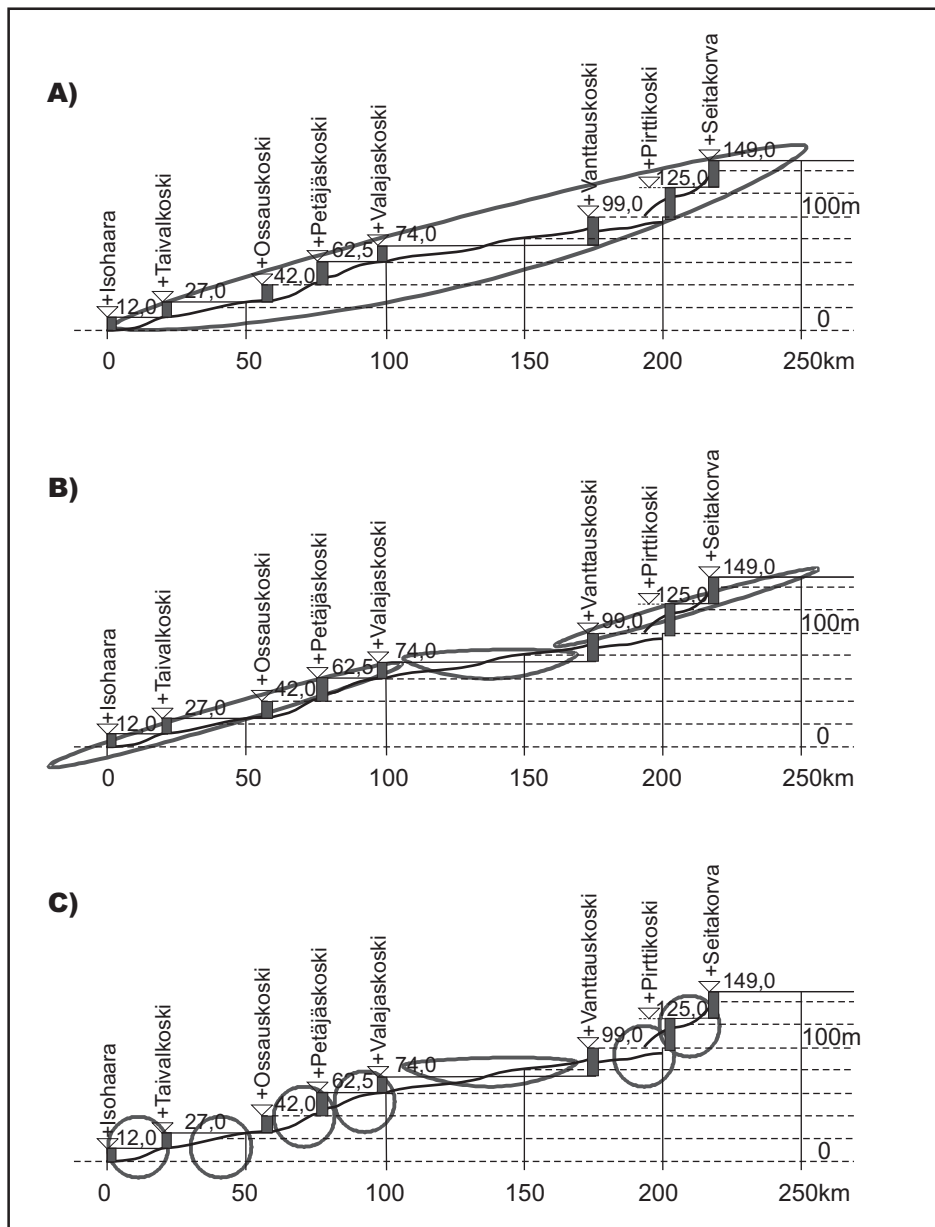 A)
+Isohaara
+Taivalkoski
+Ossauskoski
+Petäjäskoski
+Valajaskoski
+Vanttauskoski
+Pirttikoski
+Seitakorva
12,0
27,0
42,0
62,5
74,0
99,0
125,0
149,0
100m
0
0
50
100
150
200
250km
B)
+Isohaara
+Taivalkoski
+Ossauskoski
+Petäjäskoski
+Valajaskoski
+Vanttauskoski
+Pirttikoski
+Seitakorva
12,0
27,0
42,0
62,5
74,0
99,0
125,0
149,0
100m
0
0
50
100
150
200
250km
C)
+Isohaara
+Taivalkoski
+Ossauskoski
+Petäjäskoski
+Valajaskoski
+Vanttauskoski
+Pirttikoski
+Seitakorva
12,0
27,0
42,0
62,5
74,0
99,0
125,0
149,0
100m
0
0
50
100
150
200
250km